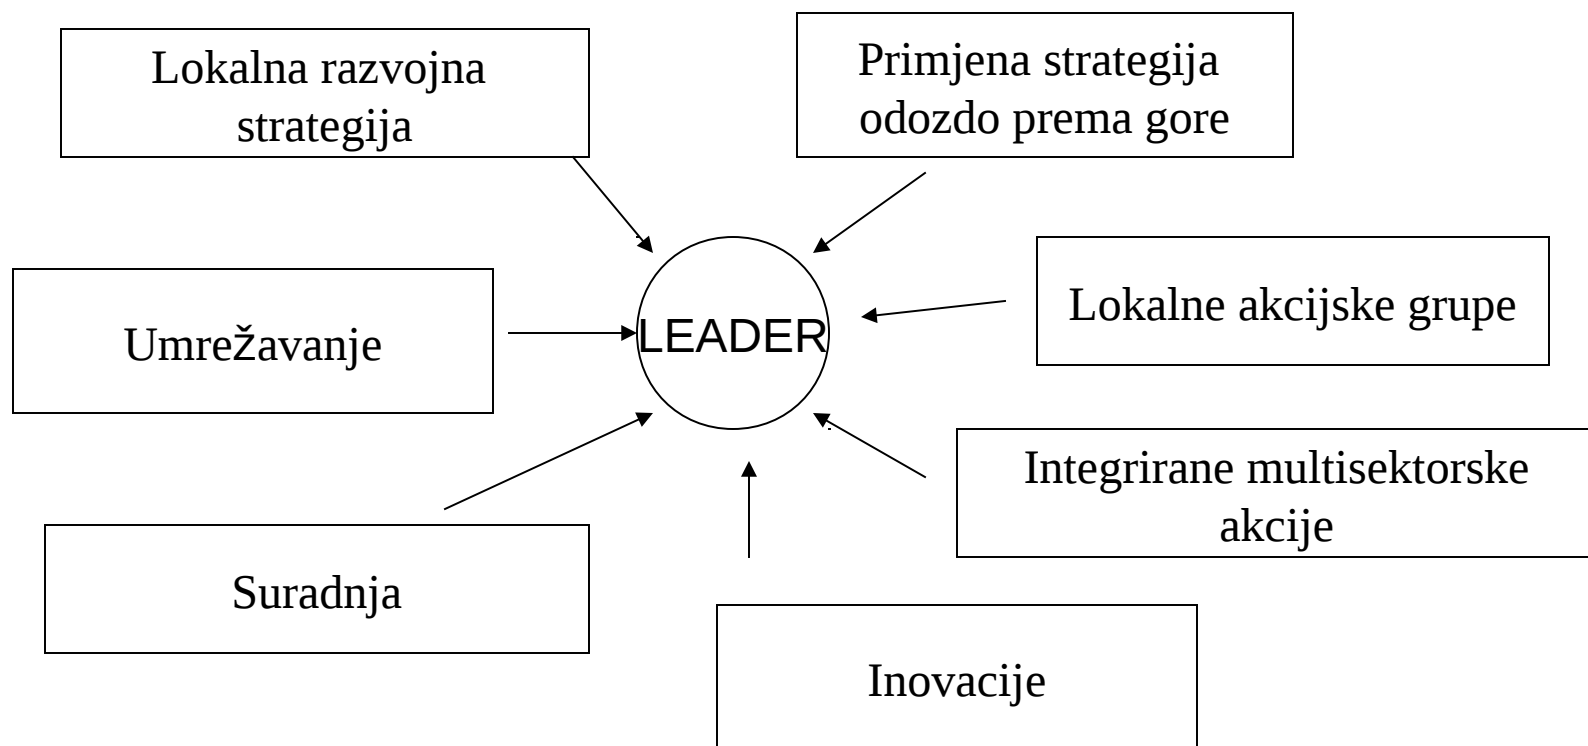 Lokalna razvojna
strategija
Primjena strategija
odozdo prema gore
Umrežavanje
LEADER
Lokalne akcijske grupe
Integrirane multisektorske
akcije
Suradnja
Inovacije